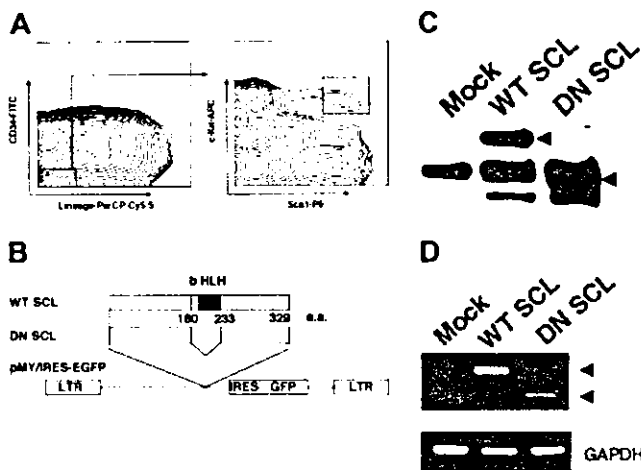 A
CD34-FITC
Lineage-PerCP-Cy5.5
c-Kit-APC
Sca1-PE
B
b HLH
WT SCL
180 233 329 a.a.
DN SCL
pMY/IRES-EGFP
LTR IRES GFP LTR
C
Mock WT SCL DN SCL
D
Mock WT SCL DN SCL
GAPDH